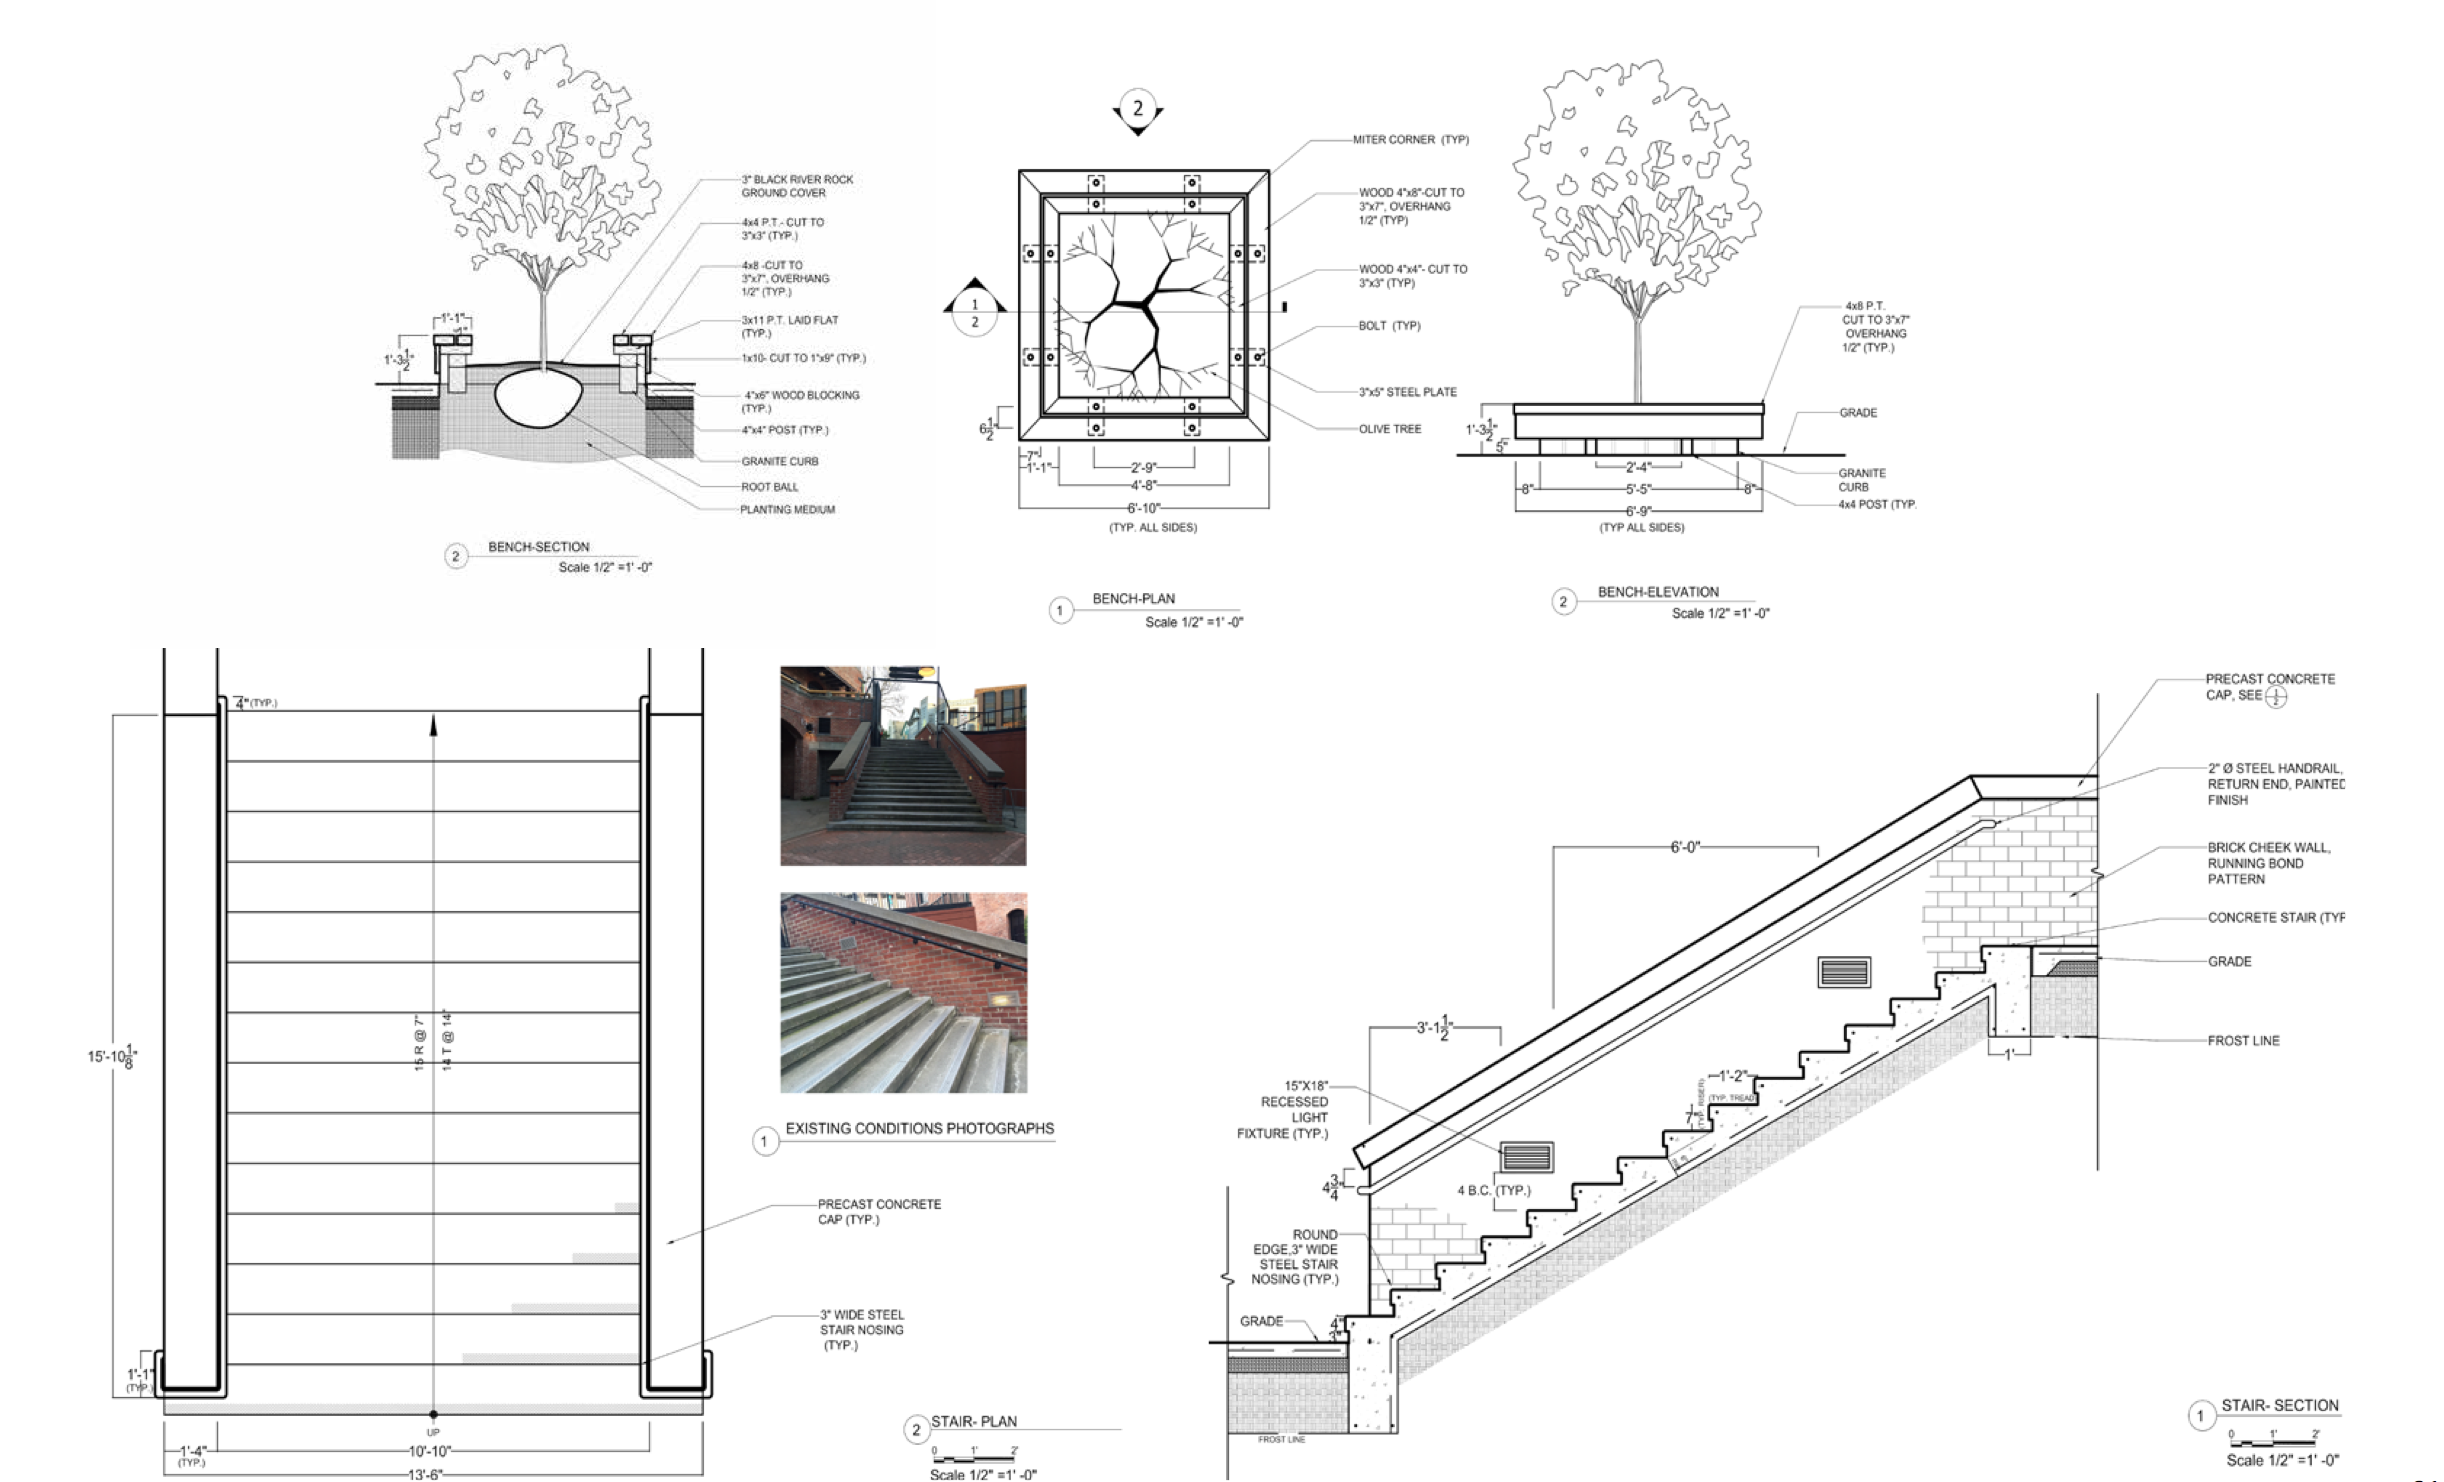 3" BLACK RIVER ROCK
GROUND COVER
4x4 P.T.- CUT TO
3"x3" (TYP.)
4x8 -CUT TO
3"x7", OVERHANG
1/2" (TYP.)
3x11 P.T. LAID FLAT
(TYP.)
1x10- CUT TO 1"x9" (TYP.)
4"x6" WOOD BLOCKING
(TYP.)
4"x4" POST (TYP.)
GRANITE CURB
ROOT BALL
PLANTING MEDIUM
1'-1"
1"
1'-3 1/2"
2
BENCH-SECTION
Scale 1/2" =1' -0"
2
1
2
MITER CORNER (TYP)
WOOD 4"x8"-CUT TO
3"x7", OVERHANG
1/2" (TYP)
WOOD 4"x4"- CUT TO
3"x3" (TYP)
BOLT (TYP)
3"x5" STEEL PLATE
OLIVE TREE
6 1/2"
7"
1'-1"
2'-9"
4'-8"
6'-10"
(TYP. ALL SIDES)
1
BENCH-PLAN
Scale 1/2" =1' -0"
4x8 P.T.
CUT TO 3"x7"
OVERHANG
1/2" (TYP.)
GRADE
GRANITE
CURB
4x4 POST (TYP.
1'-3 1/2"
5"
2'-4"
8"
5'-5"
8"
6'-9"
(TYP ALL SIDES)
2
BENCH-ELEVATION
Scale 1/2" =1' -0"
4" (TYP.)
15'-10 1/8"
15 R @ 7"
14 T @ 14"
1'-1"
(TYP.)
UP
1'-4"
(TYP.)
10'-10"
13'-6"
1
EXISTING CONDITIONS PHOTOGRAPHS
PRECAST CONCRETE
CAP (TYP.)
3" WIDE STEEL
STAIR NOSING
(TYP.)
2
STAIR- PLAN
0 1' 2'
Scale 1/2" =1' -0"
PRECAST CONCRETE
CAP, SEE 1/2
2" Ø STEEL HANDRAIL,
RETURN END, PAINTED
FINISH
BRICK CHEEK WALL,
RUNNING BOND
PATTERN
CONCRETE STAIR (TYP
GRADE
FROST LINE
1'
6'-0"
3'-1 1/2"
15"X18"
RECESSED
LIGHT
FIXTURE (TYP.)
1'-2"
(TYP. TREAD)
7"
(TYP. RISER)
4 3/4"
4 B.C. (TYP.)
ROUND
EDGE,3" WIDE
STEEL STAIR
NOSING (TYP.)
GRADE
4"
3"
FROST LINE
1
STAIR- SECTION
0 1' 2'
Scale 1/2" =1' -0"